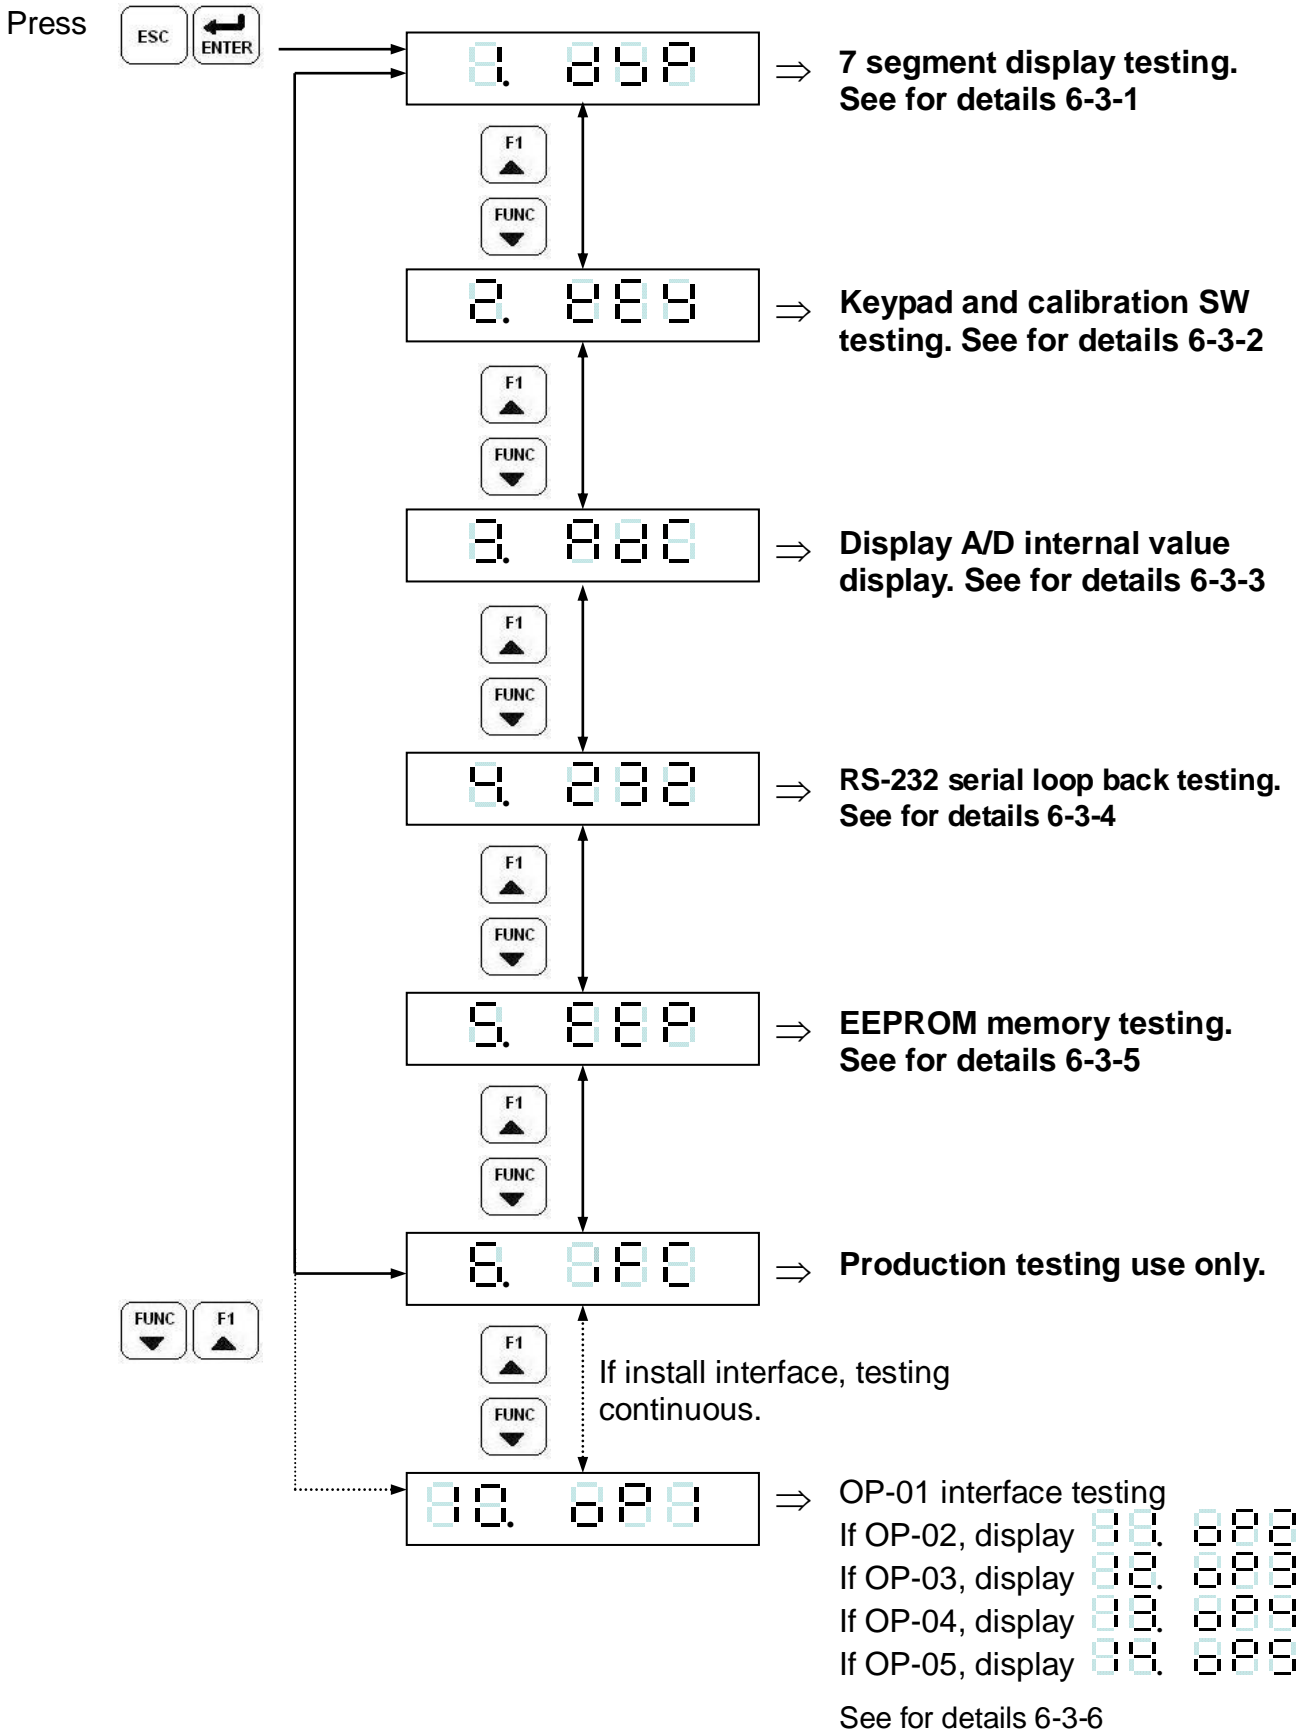 Press ESC ENTER
1. dSP
7 segment display testing.
See for details 6-3-1
F1
FUNC
2. KEY
Keypad and calibration SW
testing. See for details 6-3-2
F1
FUNC
3. AdC
Display A/D internal value
display. See for details 6-3-3
F1
FUNC
4. 232
RS-232 serial loop back testing.
See for details 6-3-4
F1
FUNC
5. EEP
EEPROM memory testing.
See for details 6-3-5
F1
FUNC
6. iFC
Production testing use only.
FUNC F1
F1
If install interface, testing
continuous.
FUNC
10. oP1
OP-01 interface testing
If OP-02, display 11. oP2
If OP-03, display 12. oP3
If OP-04, display 13. oP4
If OP-05, display 14. oP5
See for details 6-3-6